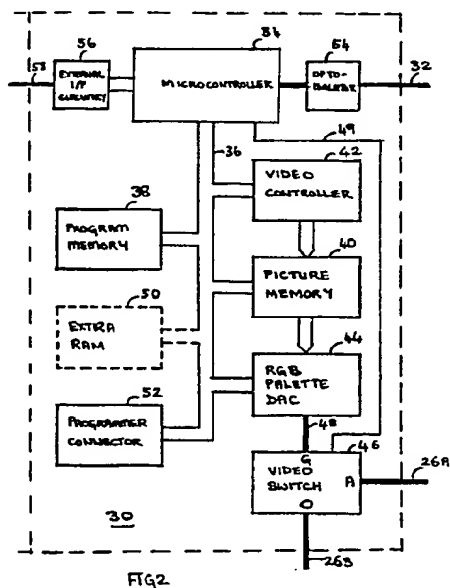 56
34
54
58
EXTERNAL
I/F
CIRCUITRY
MICROCONTROLLER
OPTO-
ISOLATOR
32
49
36
42
VIDEO
CONTROLLER
38
PROGRAM
MEMORY
40
PICTURE
MEMORY
50
EXTRA
RAM
44
RGB
PALETTE
DAC
52
PROGRAMMER
CONNECTOR
48
46
G
VIDEO
SWITCH
A
O
26A
30
26B
FIG2